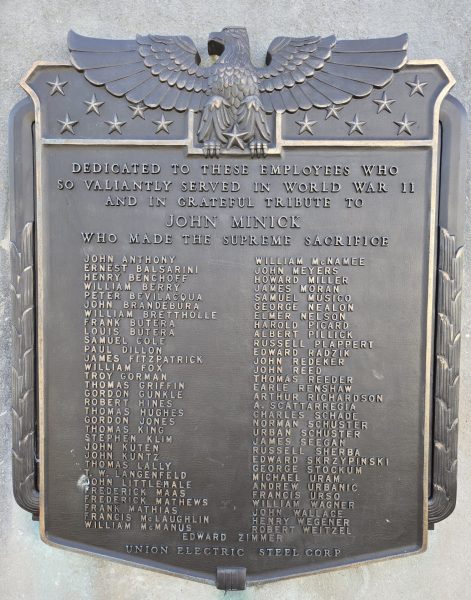 DEDICATED TO THESE EMPLOYEES WHO
SO VALIANTLY SERVED IN WORLD WAR II
AND IN GRATEFUL TRIBUTE TO
JOHN MINICK
WHO MADE THE SUPREME SACRIFICE
JOHN ANTHONY
ERNEST BALSARINI
HENRY BENCHOFF
WILLIAM BERRY
PETER BEVILACQUA
JOHN BRANDEBURA
WILLIAM BRETTHOLLE
FRANK BUTERA
LOUIS BUTERA
SAMUEL COLE
PAUL DILLON
JAMES FITZPATRICK
WILLIAM FOX
TROY GORMAN
THOMAS GRIFFIN
GORDON GUNKLE
ROBERT HINES
THOMAS HUGHES
GORDON JONES
THOMAS KING
STEPHEN KLIM
JOHN KUTEN
JOHN KUNTZ
THOMAS LALLY
T. W. LANGENFELD
JOHN LITTLEHALE
FREDERICK MAAS
FREDERICK MATHEWS
FRANK MATHIAS
FRANCIS McLAUGHLIN
WILLIAM McMANUS
WILLIAM McNAMEE
JOHN MEYERS
HOWARD MILLER
JAMES MORAN
SAMUEL MUSICO
GEORGE NEALON
ELMER NELSON
HAROLD PICARD
ALBERT PILLICK
RUSSELL PLAPPERT
EDWARD RADZIK
JOHN REDEKER
JOHN REED
THOMAS REEDER
EARLE RENSHAW
ARTHUR RICHARDSON
A. SCATTARREGIA
CHARLES SCHADE
NORMAN SCHUSTER
URBAN SCHUSTER
JAMES SEEGAN
RUSSELL SHERBA
EDWARD SKRZYPINSKI
GEORGE STOCKUM
MICHAEL URAM
ANDREW URBANIC
FRANCIS URSO
WILLIAM WAGNER
JOHN WALLACE
HENRY WEGENER
ROBERT WEITZEL
EDWARD ZIMMER
UNION ELECTRIC STEEL CORP